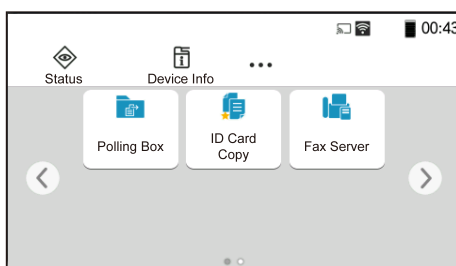 00:43
Status
Device Info
Polling Box
ID Card
Copy
Fax Server